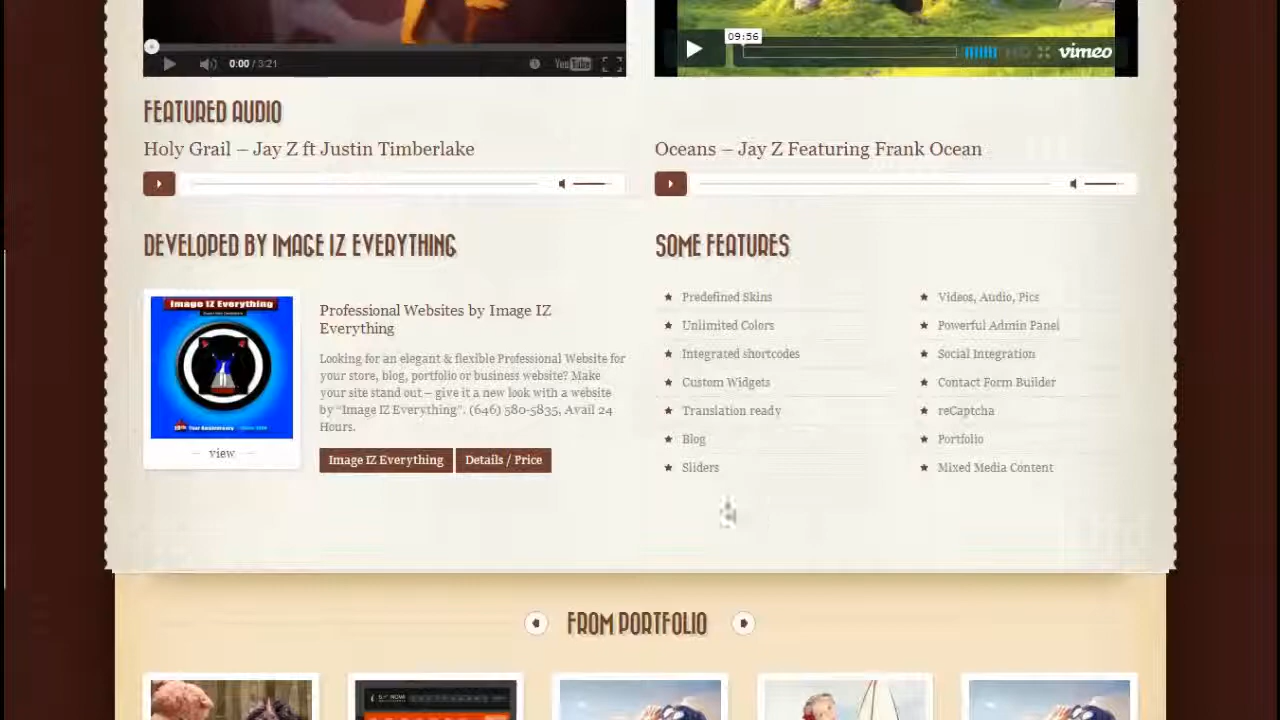 0:00 / 3:21
YouTube
09:56
HD
vimeo
FEATURED AUDIO
Holy Grail – Jay Z ft Justin Timberlake
Oceans – Jay Z Featuring Frank Ocean
DEVELOPED BY IMAGE IZ EVERYTHING
Image IZ Everything
view
Professional Websites by Image IZ
Everything
Looking for an elegant & flexible Professional Website for
your store, blog, portfolio or business website? Make
your site stand out – give it a new look with a website
by "Image IZ Everything". (646) 580-5835, Avail 24
Hours.
Image IZ Everything
Details / Price
SOME FEATURES
Predefined Skins
Unlimited Colors
Integrated shortcodes
Custom Widgets
Translation ready
Blog
Sliders
Videos, Audio, Pics
Powerful Admin Panel
Social Integration
Contact Form Builder
reCaptcha
Portfolio
Mixed Media Content
FROM PORTFOLIO